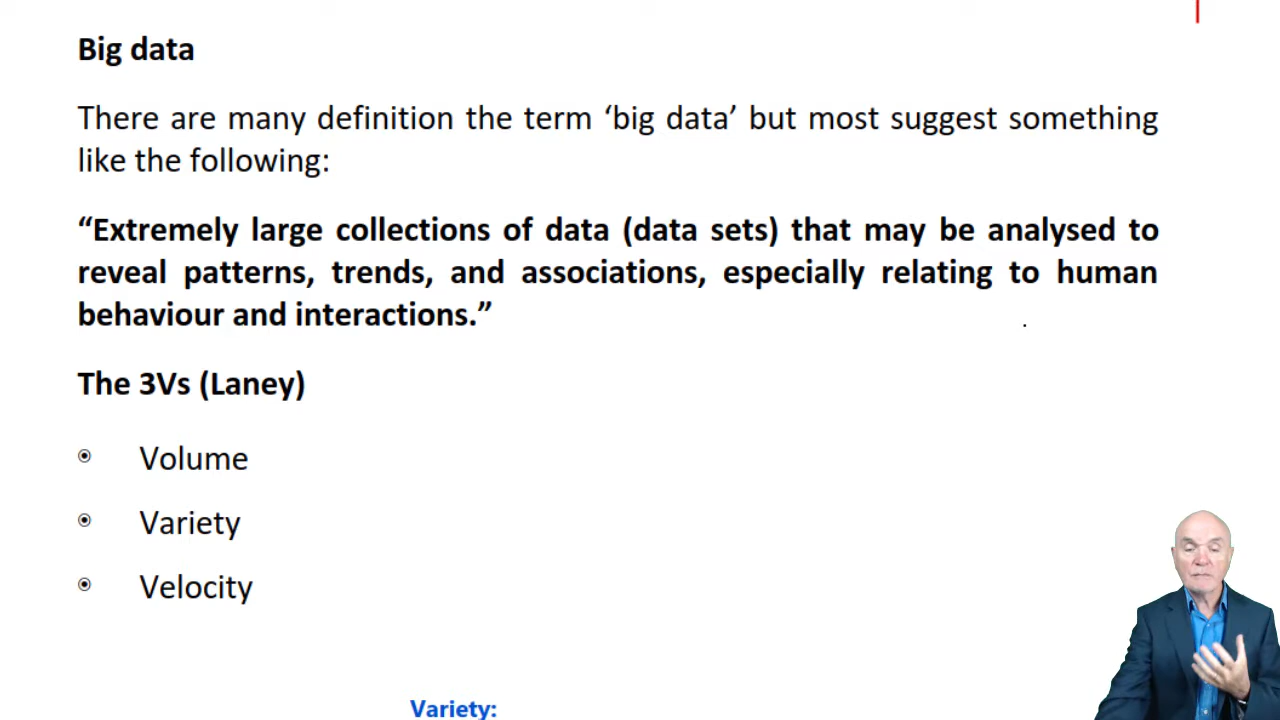 Big data
There are many definition the term ‘big data’ but most suggest something
like the following:
“Extremely large collections of data (data sets) that may be analysed to
reveal patterns, trends, and associations, especially relating to human
behaviour and interactions.”
The 3Vs (Laney)
Volume
Variety
Velocity
Variety: